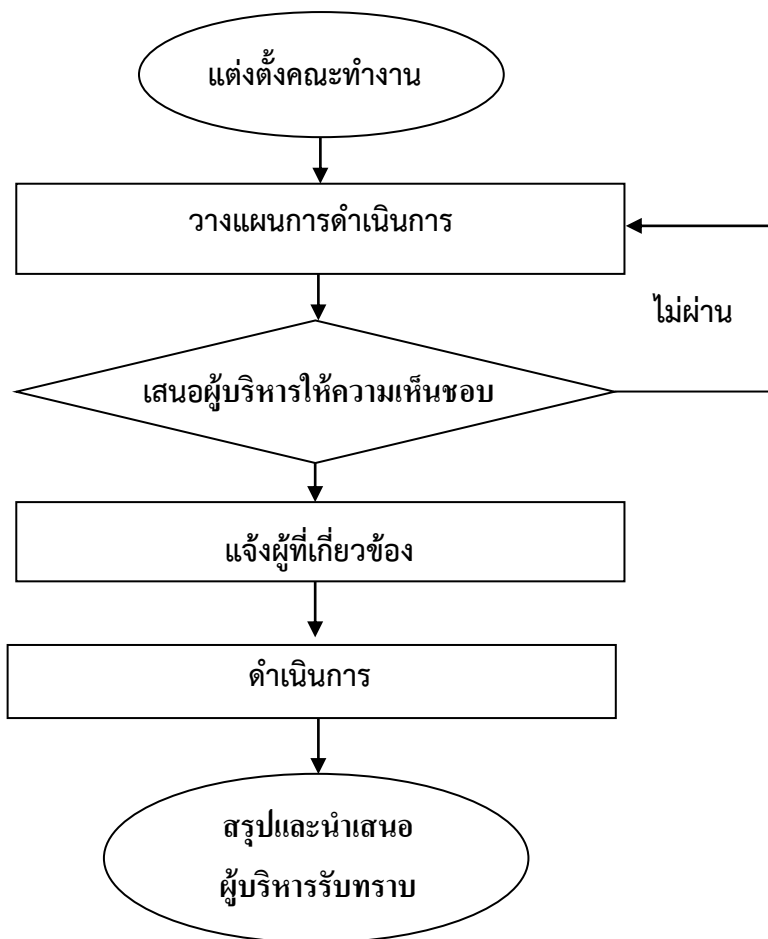 แต่งตั้งคณะทำงาน
วางแผนการดำเนินการ
ไม่ผ่าน
เสนอผู้บริหารให้ความเห็นชอบ
แจ้งผู้ที่เกี่ยวข้อง
ดำเนินการ
สรุปและนำเสนอ
ผู้บริหารรับทราบ